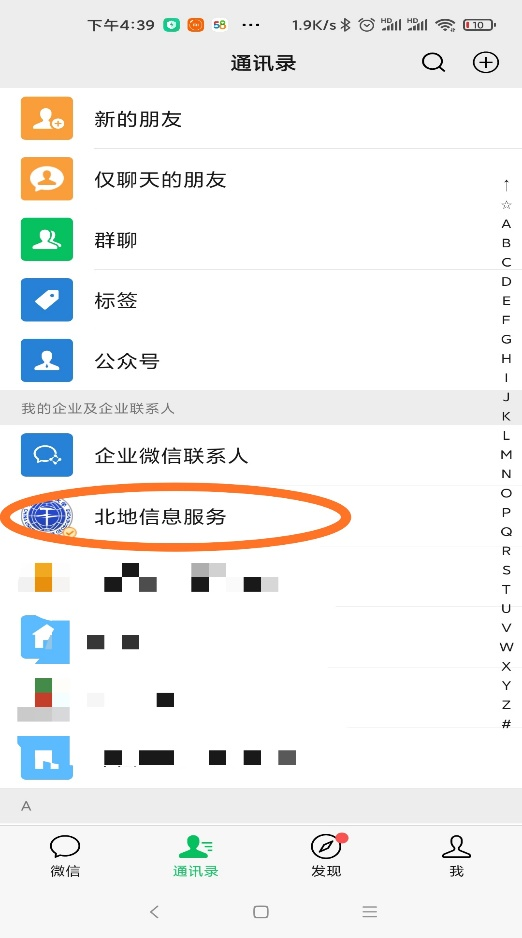 下午4:39 58 ··· 1.9K/s HD HD 10
通讯录
新的朋友
仅聊天的朋友
群聊
标签
公众号
我的企业及企业联系人
企业微信联系人
北地信息服务
A
↑
☆
A
B
C
D
E
F
G
H
I
J
K
L
M
N
O
P
Q
R
S
T
U
V
W
X
Y
Z
#
微信 通讯录 发现 我